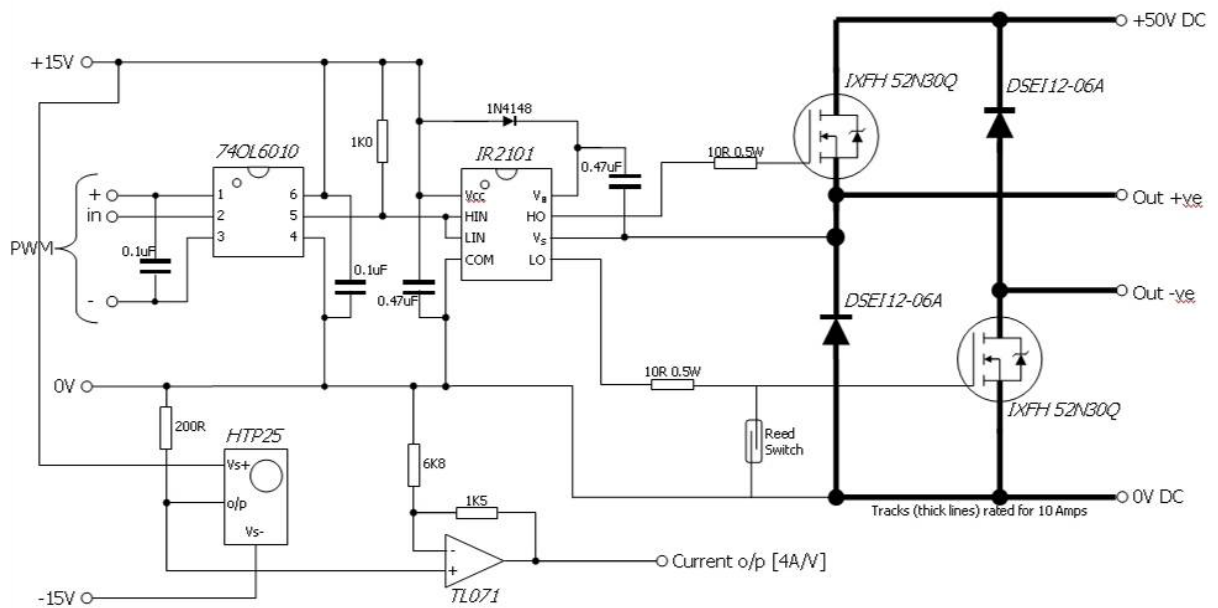 +50V DC
IXFH 52N30Q
DSEI12-06A
+15V
1N4148
1K0
74OL6010
IR2101
10R 0.5W
0.47uF
+
1
6
Vcc
VB
Out +ve
in
2
5
HIN
HO
PWM
3
4
LIN
VS
0.1uF
COM
LO
0.1uF
0.47uF
-
DSEI12-06A
Out -ve
0V
10R 0.5W
IXFH 52N30Q
200R
HTP25
Reed
Switch
Vs+
6K8
o/p
1K5
0V DC
Tracks (thick lines) rated for 10 Amps
Vs-
-
+
Current o/p [4A/V]
TL071
-15V